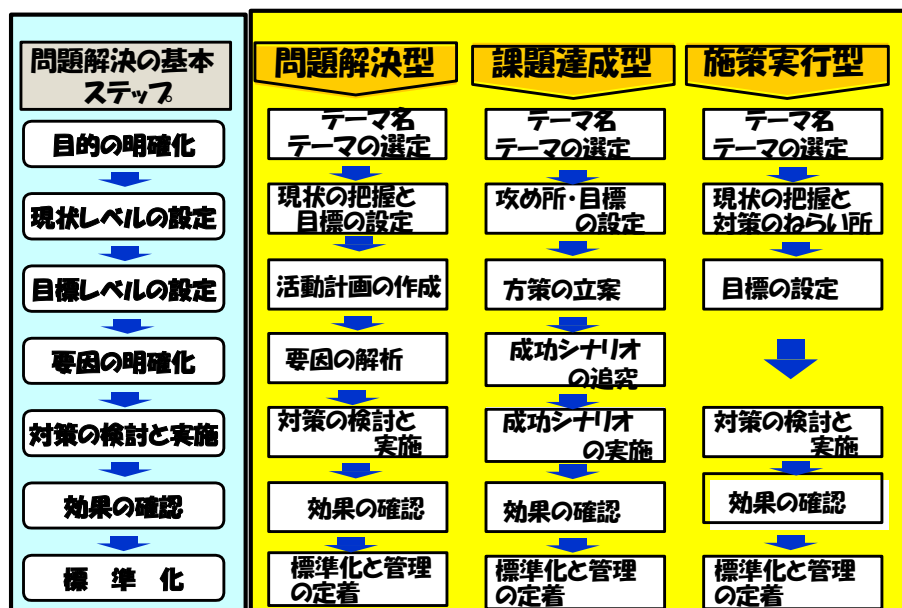 問題解決の基本
ステップ
目的の明確化
現状レベルの設定
目標レベルの設定
要因の明確化
対策の検討と実施
効果の確認
標 準 化
問題解決型
テーマ名
テーマの選定
現状の把握と
目標の設定
活動計画の作成
要因の解析
対策の検討と
実施
効果の確認
標準化と管理
の定着
課題達成型
テーマ名
テーマの選定
攻め所・目標
の設定
方策の立案
成功シナリオ
の追究
成功シナリオ
の実施
効果の確認
標準化と管理
の定着
施策実行型
テーマ名
テーマの選定
現状の把握と
対策のねらい所
目標の設定
対策の検討と
実施
効果の確認
標準化と管理
の定着